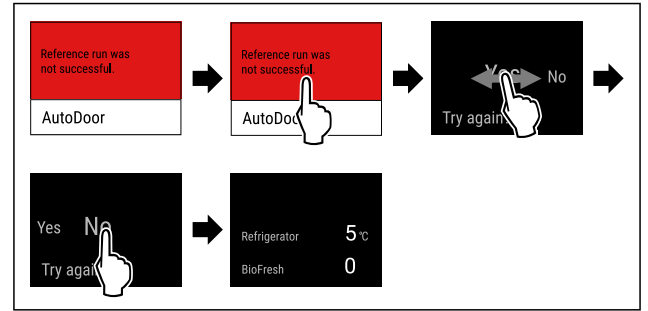 Reference run was
not successful.
AutoDoor
Reference run was
not successful.
Yes No
Try again
Yes No
Refrigerator 5 °C
BioFresh 0